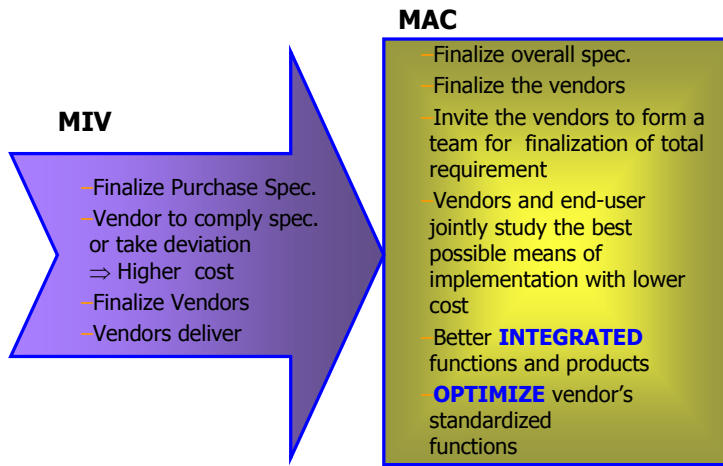 MIV
–Finalize Purchase Spec.
–Vendor to comply spec.
or take deviation
⇒ Higher cost
–Finalize Vendors
–Vendors deliver
MAC
–Finalize overall spec.
–Finalize the vendors
–Invite the vendors to form a
team for finalization of total
requirement
–Vendors and end-user
jointly study the best
possible means of
implementation with lower
cost
–Better INTEGRATED
functions and products
–OPTIMIZE vendor's
standardized
functions